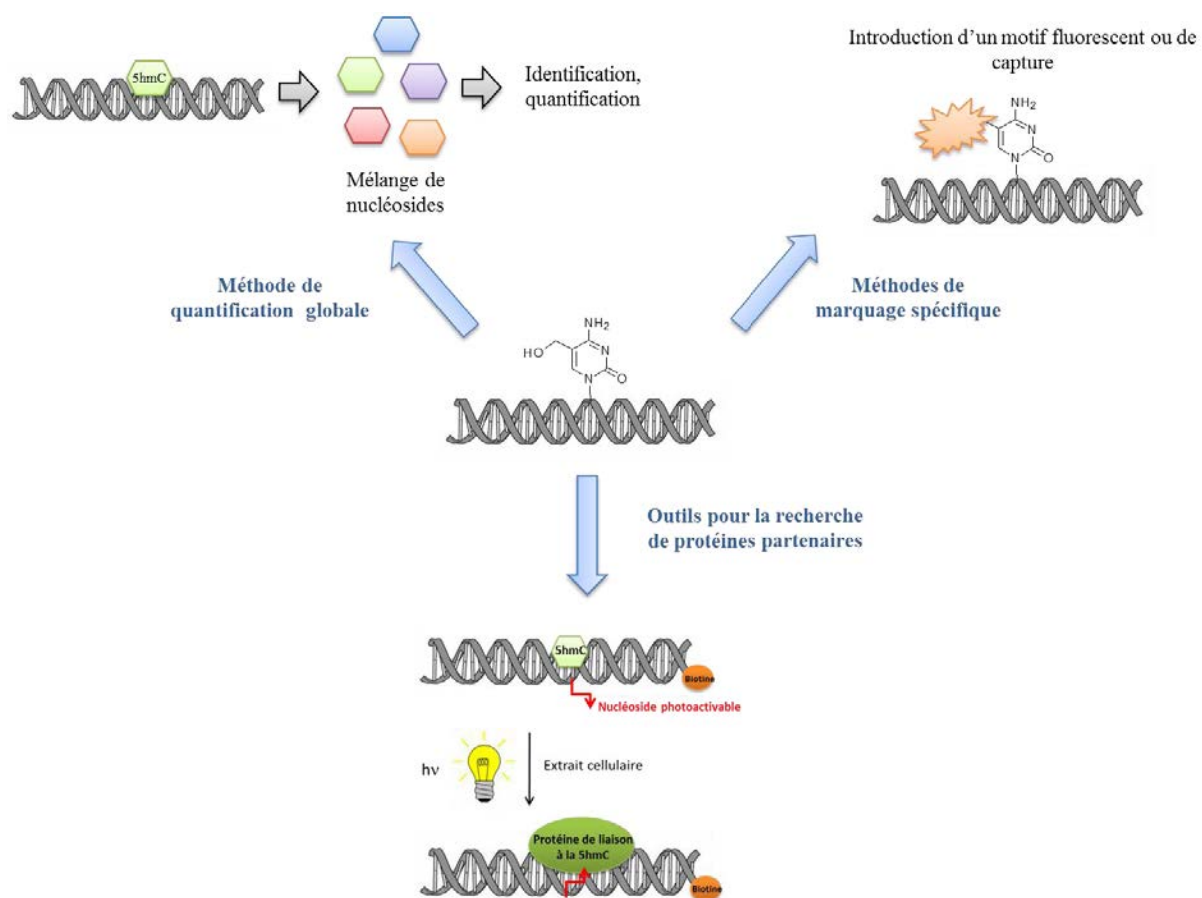 5hmC
Identification,
quantification
Mélange de
nucléosides
Introduction d’un motif fluorescent ou de
capture
NH₂
N
N
O
Méthode de
quantification globale
Méthodes de
marquage spécifique
NH₂
HO
N
N
O
Outils pour la recherche
de protéines partenaires
5hmC
Biotine
Nucléoside photoactivable
hν
Extrait cellulaire
Protéine de liaison
à la 5hmC
Biotine